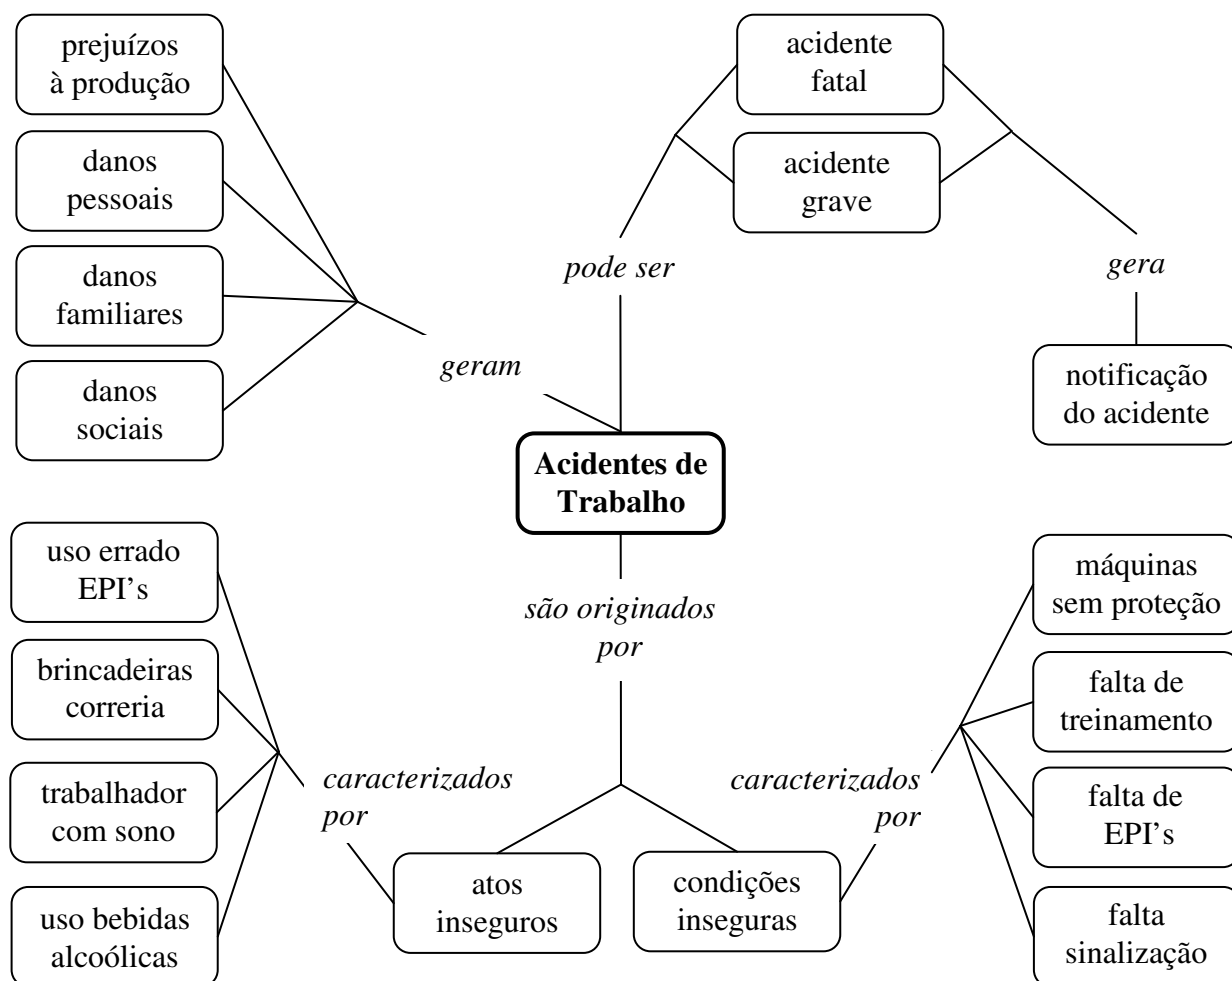 prejuízos
à produção
danos
pessoais
danos
familiares
danos
sociais
geram
acidente
fatal
acidente
grave
pode ser
gera
notificação
do acidente
Acidentes de
Trabalho
são originados
por
uso errado
EPI’s
brincadeiras
correria
trabalhador
com sono
uso bebidas
alcoólicas
caracterizados
por
atos
inseguros
condições
inseguras
caracterizados
por
máquinas
sem proteção
falta de
treinamento
falta de
EPI’s
falta
sinalização